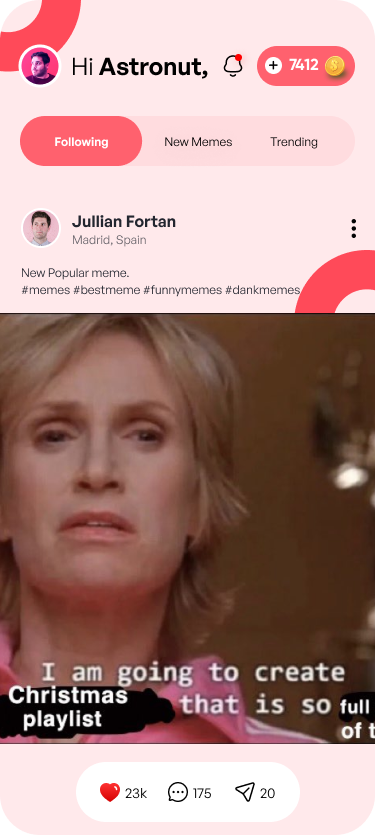 Hi Astronut,
7412
Following New Memes Trending
Jullian Fortan
Madrid, Spain
New Popular meme.
#memes #bestmeme #funnymemes #dankmemes
I am going to create
Christmas playlist that is so full
of t
23k 175 20